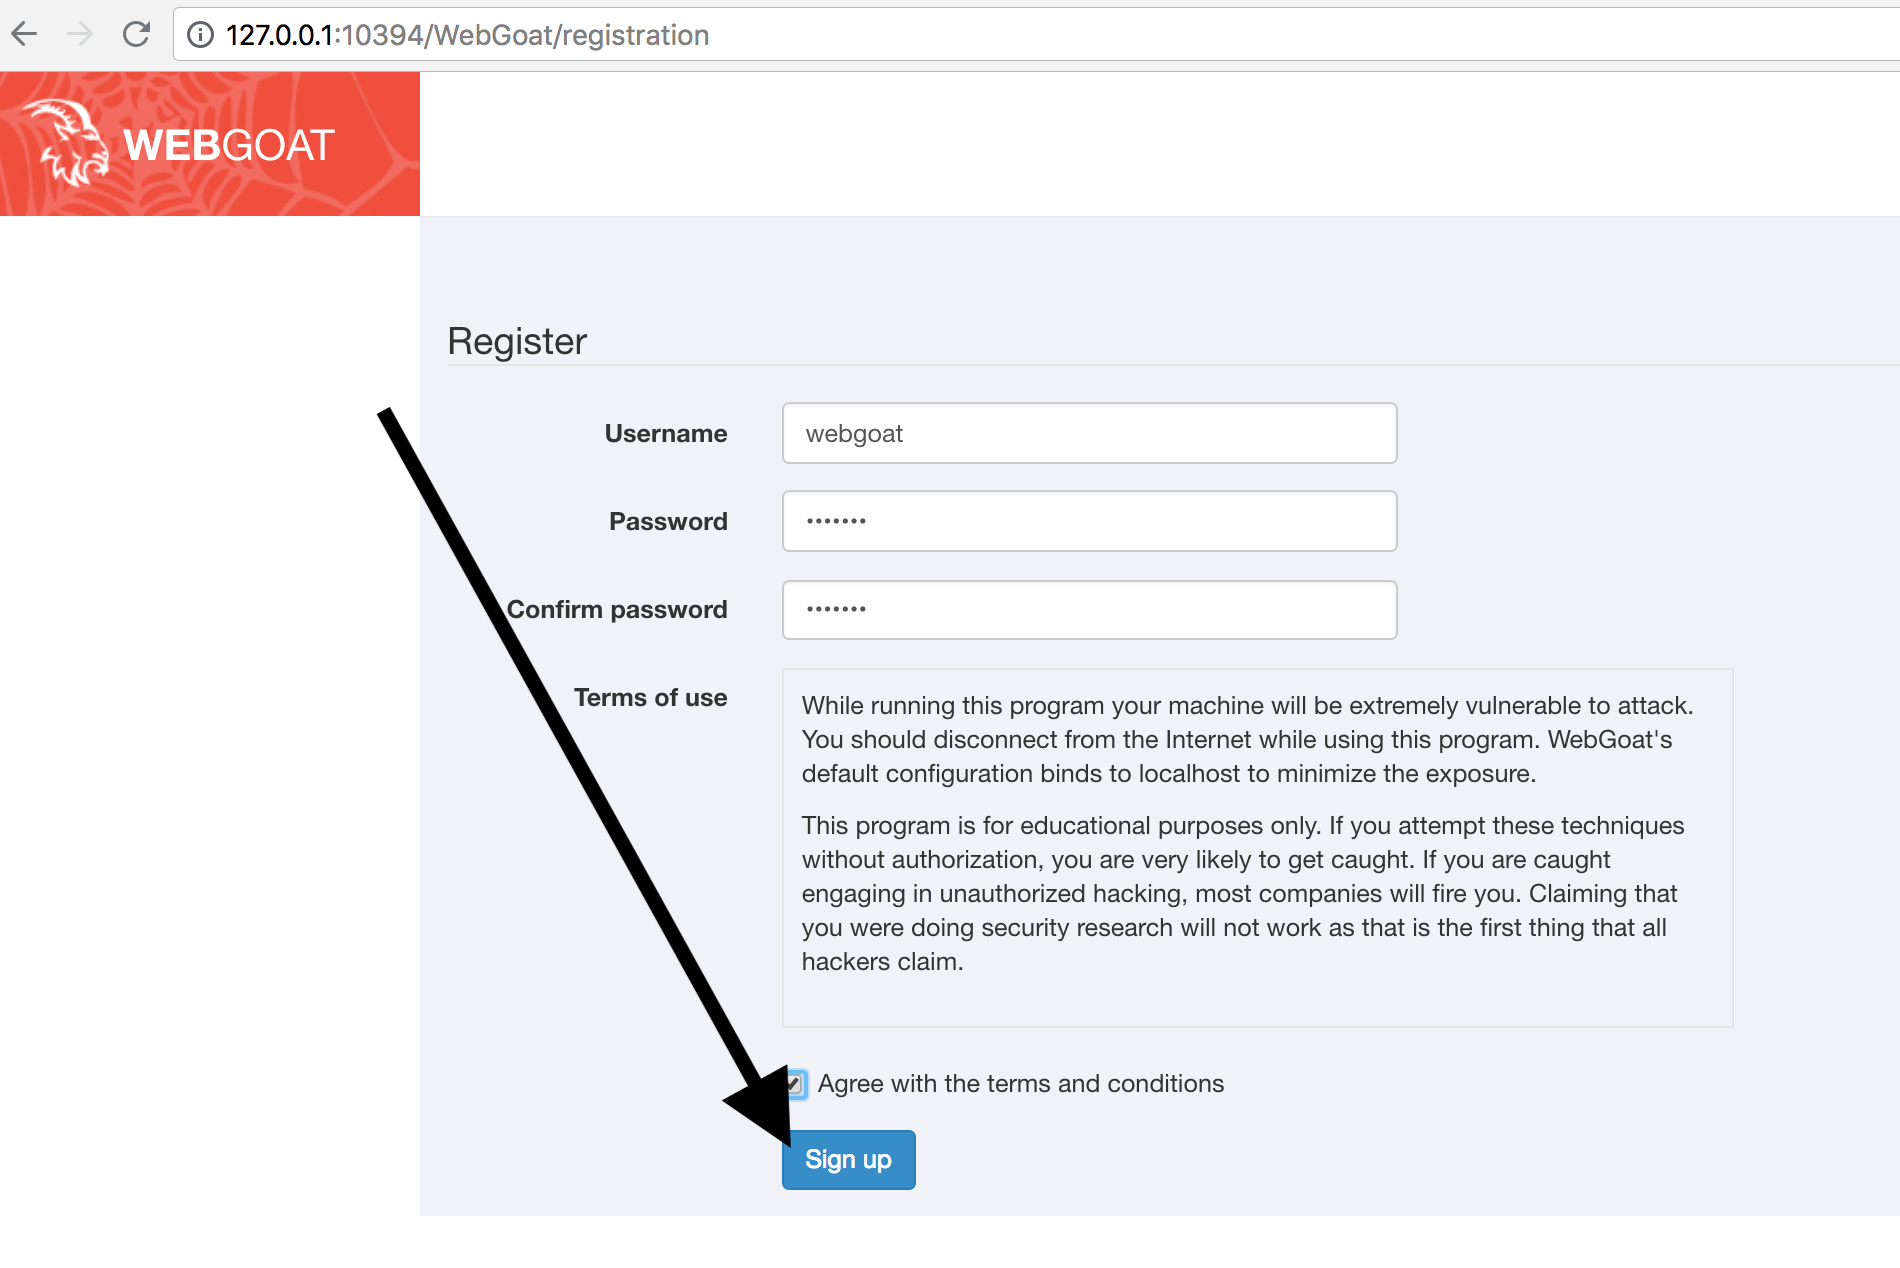 127.0.0.1:10394/WebGoat/registration
WEBGOAT
Register
Username
webgoat
Password
•••••••
Confirm password
•••••••
Terms of use
While running this program your machine will be extremely vulnerable to attack.
You should disconnect from the Internet while using this program. WebGoat's
default configuration binds to localhost to minimize the exposure.
This program is for educational purposes only. If you attempt these techniques
without authorization, you are very likely to get caught. If you are caught
engaging in unauthorized hacking, most companies will fire you. Claiming that
you were doing security research will not work as that is the first thing that all
hackers claim.
Agree with the terms and conditions
Sign up